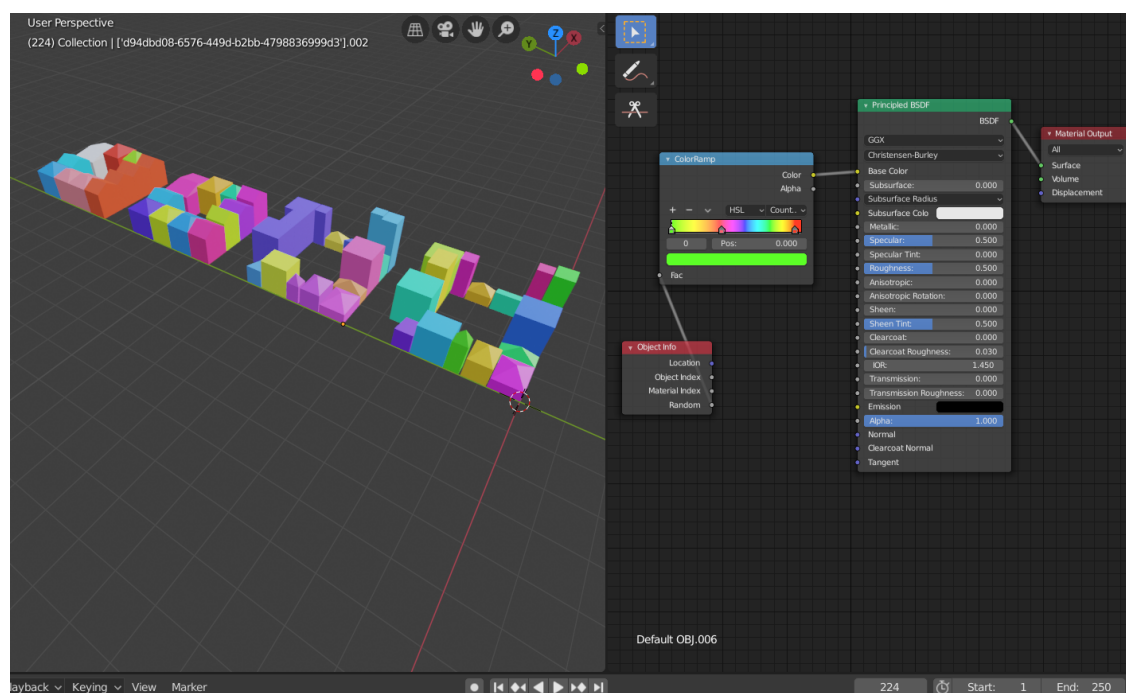 User Perspective
(224) Collection | ['d94dbd08-6576-449d-b2bb-4798836999d3'].002
Z
X
Y
ColorRamp
Color
Alpha
HSL
Count..
0 Pos: 0.000
Fac
Object Info
Location
Object Index
Material Index
Random
Principled BSDF
BSDF
GGX
Christensen-Burley
Base Color
Subsurface: 0.000
Subsurface Radius
Subsurface Colo
Metallic: 0.000
Specular: 0.500
Specular Tint: 0.000
Roughness: 0.500
Anisotropic: 0.000
Anisotropic Rotation: 0.000
Sheen: 0.000
Sheen Tint: 0.500
Clearcoat: 0.000
Clearcoat Roughness: 0.030
IOR: 1.450
Transmission: 0.000
Transmission Roughness: 0.000
Emission
Alpha: 1.000
Normal
Clearcoat Normal
Tangent
Material Output
All
Surface
Volume
Displacement
Default OBJ.006
layback Keying View Marker
224 Start: 1 End: 250